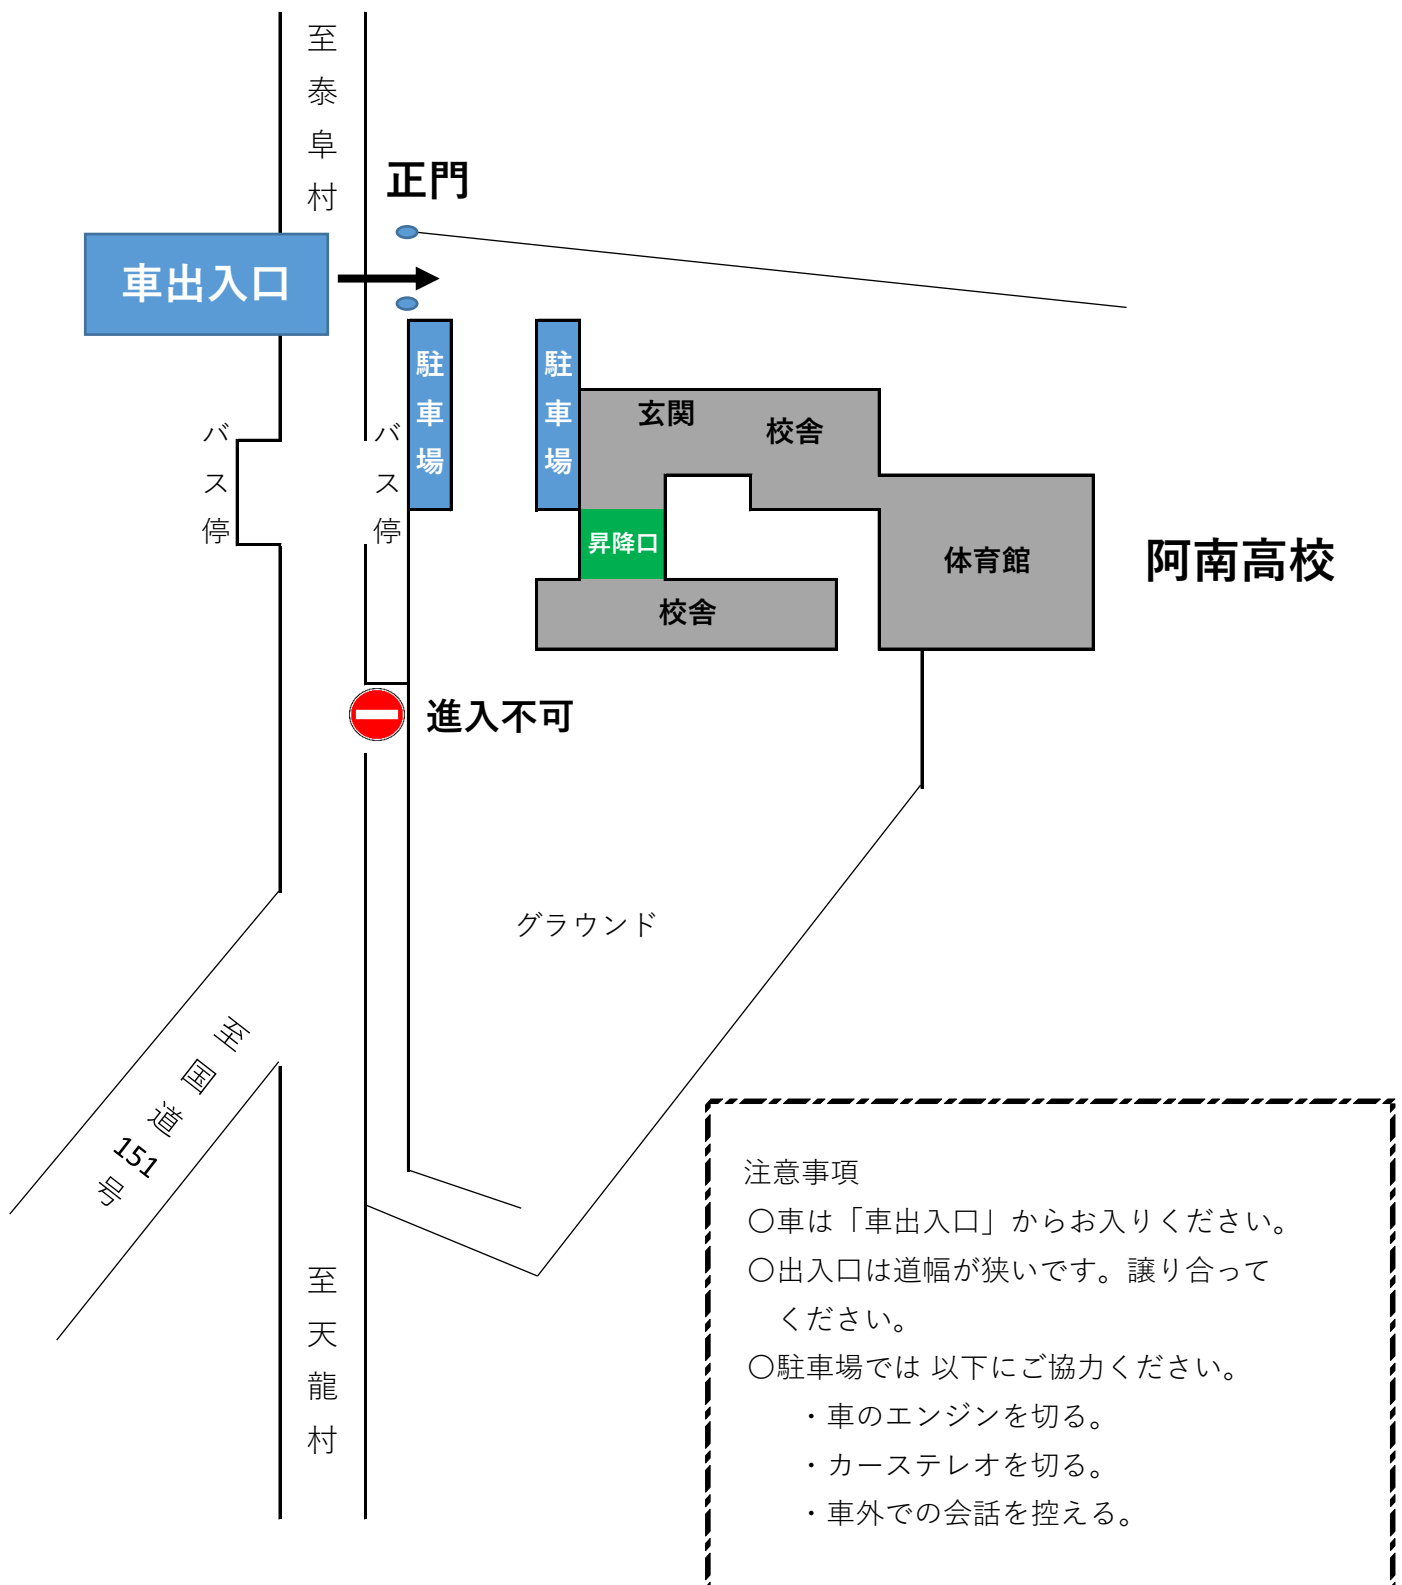 至泰阜村
正門
車出入口
駐車場
駐車場
玄関
校舎
バス停
バス停
昇降口
体育館
阿南高校
校舎
進入不可
グラウンド
至国道151号
至天龍村
注意事項
〇車は「車出入口」からお入りください。
〇出入口は道幅が狭いです。譲り合って
ください。
〇駐車場では 以下にご協力ください。
・車のエンジンを切る。
・カーステレオを切る。
・車外での会話を控える。